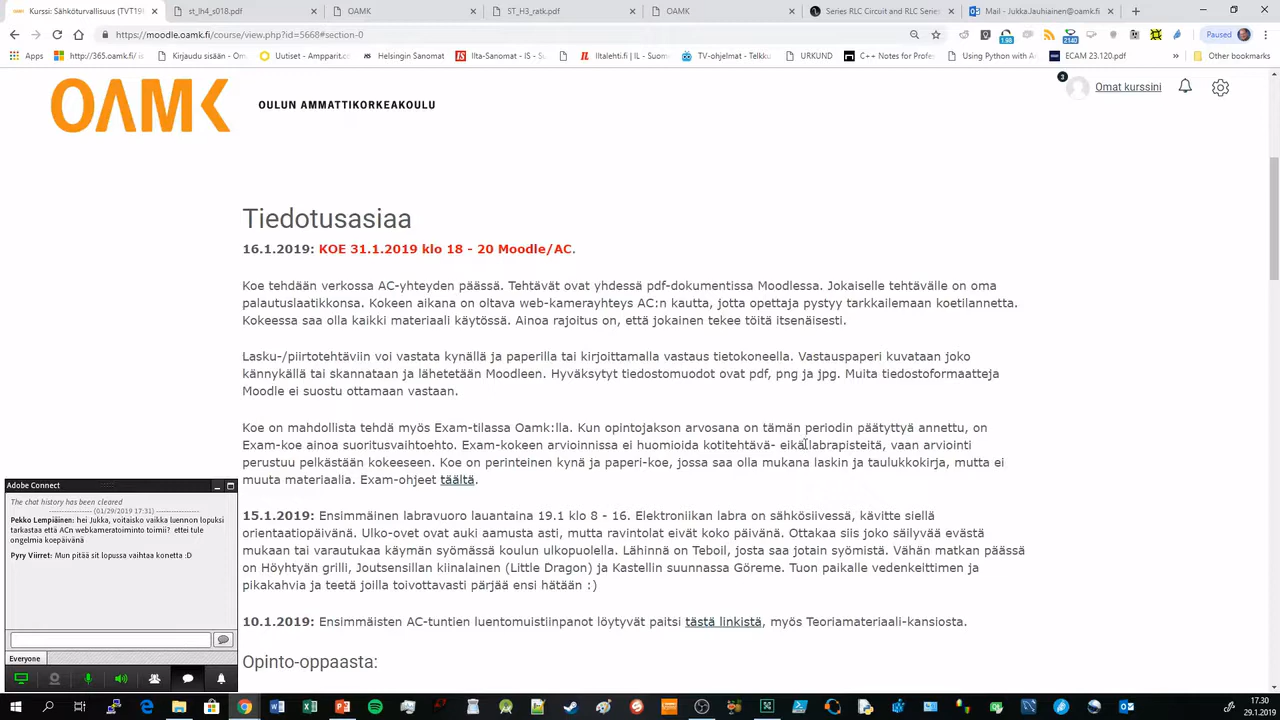 Kurssi: Sähköturvallisuus (TVT19
st_lh4_s018.pdf
OAMK
ST_H3_ratk.pdf
OAMK
Series RLC Circuit and RLC Series
Mail - Jukka.Jauhiainen@oamk.fi
https://moodle.oamk.fi/course/view.php?id=5668#section-0
Paused
Apps
http://365.oamk.fi
Kirjaudu sisään - O
Uutiset - Ampparit.co
Helsingin Sanomat
Ilta-Sanomat - IS - Su
Iltalehti.fi | IL - Suome
TV-ohjelmat - Telkku
URKUND
C++ Notes for Profes
Using Python with A
ECAM 23.120.pdf
Other bookmarks
OAMK
OULUN AMMATTIKORKEAKOULU
3
Omat kurssini
Tiedotusasiaa
16.1.2019: KOE 31.1.2019 klo 18 - 20 Moodle/AC.
Koe tehdään verkossa AC-yhteyden päässä. Tehtävät ovat yhdessä pdf-dokumentissa Moodlessa. Jokaiselle tehtävälle on oma
palautuslaatikkonsa. Kokeen aikana on oltava web-kamerayhteys AC:n kautta, jotta opettaja pystyy tarkkailemaan koetilannetta.
Kokeessa saa olla kaikki materiaali käytössä. Ainoa rajoitus on, että jokainen tekee töitä itsenäisesti.
Lasku-/piirtotehtäviin voi vastata kynällä ja paperilla tai kirjoittamalla vastaus tietokoneella. Vastauspaperi kuvataan joko
kännykällä tai skannataan ja lähetetään Moodleen. Hyväksytyt tiedostomuodot ovat pdf, png ja jpg. Muita tiedostoformaatteja
Moodle ei suostu ottamaan vastaan.
Koe on mahdollista tehdä myös Exam-tilassa Oamk:lla. Kun opintojakson arvosana on tämän periodin päätyttyä annettu, on
Exam-koe ainoa suoritusvaihtoehto. Exam-kokeen arvioinnissa ei huomioida kotitehtävä- eikä labrapisteitä, vaan arviointi
perustuu pelkästään kokeeseen. Koe on perinteinen kynä ja paperi-koe, jossa saa olla mukana laskin ja taulukkokirja, mutta ei
muuta materiaalia. Exam-ohjeet täältä.
15.1.2019: Ensimmäinen labravuoro lauantaina 19.1 klo 8 - 16. Elektroniikan labra on sähkösiivessä, kävitte siellä
orientaatiopäivänä. Ulko-ovet ovat auki aamusta asti, mutta ravintolat eivät koko päivänä. Ottakaa siis joko säilyvää evästä
mukaan tai varautukaa käymän syömässä koulun ulkopuolella. Lähinnä on Teboil, josta saa jotain syömistä. Vähän matkan päässä
on Höyhtyän grilli, Joutsensillan kiinalainen (Little Dragon) ja Kastellin suunnassa Göreme. Tuon paikalle vedenkeittimen ja
pikakahvia ja teetä joilla toivottavasti pärjää ensi hätään :)
10.1.2019: Ensimmäisten AC-tuntien luentomuistiinpanot löytyvät paitsi tästä linkistä, myös Teoriamateriaali-kansiosta.
Opinto-oppaasta:
Adobe Connect
The chat history has been cleared
(01/29/2019 17:31)
Pekko Lempiäinen: hei Jukka, voitaisko vaikka luennon lopuksi
tarkastaa että ACn webkameratoiminto toimii? ettei tule
ongelmia koepäivänä
Pyry Viirret: Mun pitää sit lopussa vaihtaa konetta :D
Everyone
17.30
29.1.2019